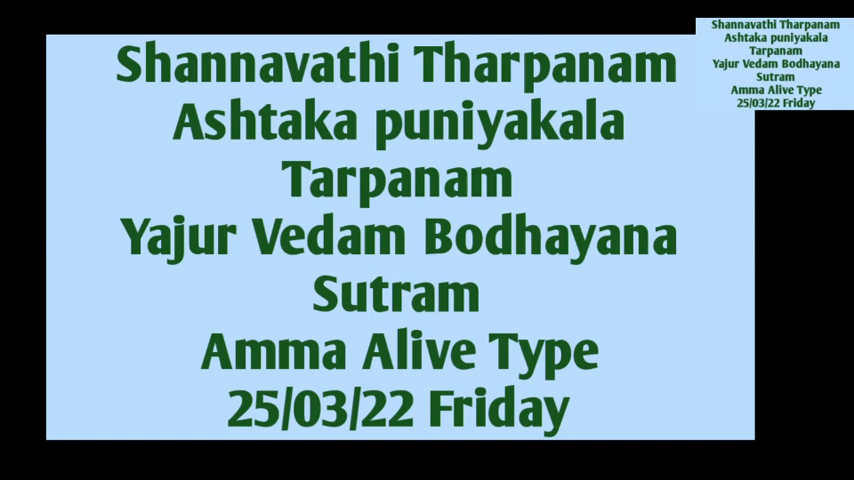 Shannavathi Tharpanam
Ashtaka puniyakala
Tarpanam
Yajur Vedam Bodhayana
Sutram
Amma Alive Type
25/03/22 Friday
Shannavathi Tharpanam
Ashtaka puniyakala
Tarpanam
Yajur Vedam Bodhayana
Sutram
Amma Alive Type
25/03/22 Friday